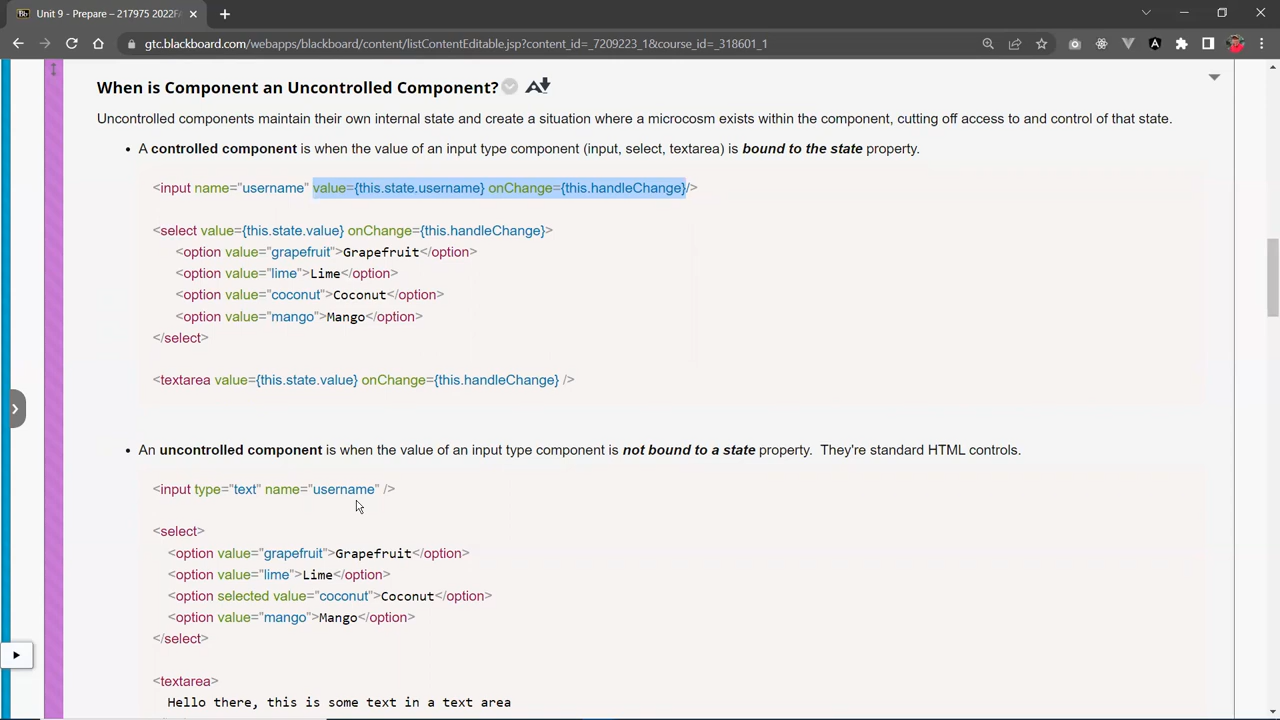 Unit 9 - Prepare – 217975 2022FA
gtc.blackboard.com/webapps/blackboard/content/listContentEditable.jsp?content_id=_7209223_1&course_id=_318601_1
When is Component an Uncontrolled Component?
Uncontrolled components maintain their own internal state and create a situation where a microcosm exists within the component, cutting off access to and control of that state.
• A controlled component is when the value of an input type component (input, select, textarea) is bound to the state property.
<input name="username" value={this.state.username} onChange={this.handleChange}/>
<select value={this.state.value} onChange={this.handleChange}>
<option value="grapefruit">Grapefruit</option>
<option value="lime">Lime</option>
<option value="coconut">Coconut</option>
<option value="mango">Mango</option>
</select>
<textarea value={this.state.value} onChange={this.handleChange} />
• An uncontrolled component is when the value of an input type component is not bound to a state property.  They're standard HTML controls.
<input type="text" name="username" />
<select>
<option value="grapefruit">Grapefruit</option>
<option value="lime">Lime</option>
<option selected value="coconut">Coconut</option>
<option value="mango">Mango</option>
</select>
<textarea>
Hello there, this is some text in a text area